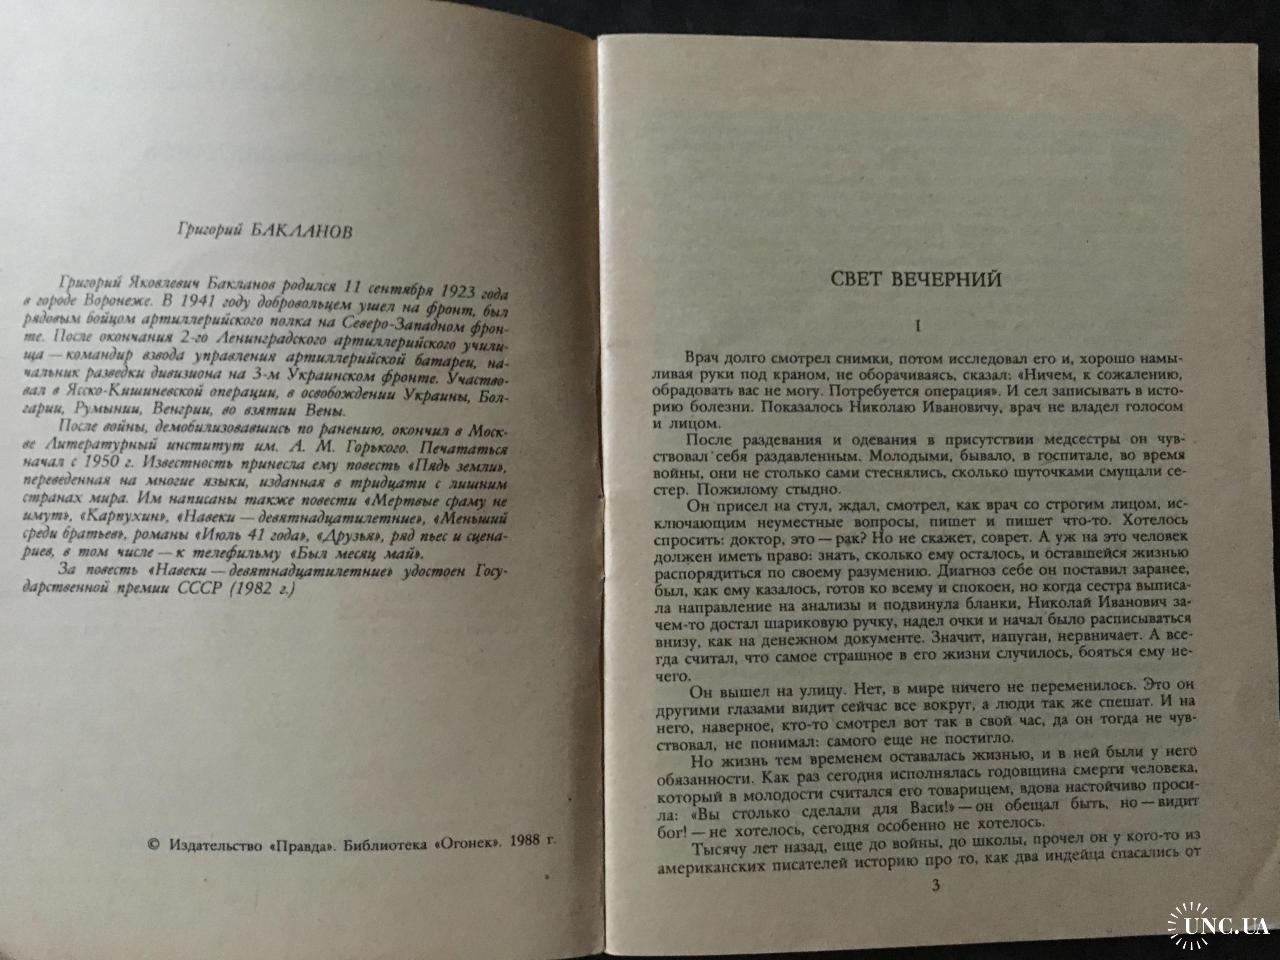 Григорий БАКЛАНОВ
Григорий Яковлевич Бакланов родился 11 сентября 1923 года
в городе Воронеже. В 1941 году добровольцем ушел на фронт, был
рядовым бойцом артиллерийского полка на Северо-Западном фрон-
те. После окончания 2-го Ленинградского артиллерийского учили-
ща — командир взвода управления артиллерийской батареи, на-
чальник разведки дивизиона на 3-м Украинском фронте. Участво-
вал в Ясско-Кишиневской операции, в освобождении Украины, Бол-
гарии, Румынии, Венгрии, во взятии Вены.
После войны, демобилизовавшись по ранению, окончил в Моск-
ве Литературный институт им. А. М. Горького. Печататься
начал с 1950 г. Известность принесла ему повесть «Пядь земли»,
переведенная на многие языки, изданная в тридцати с лишним
странах мира. Им написаны также повести «Мертвые сраму не
имут», «Карпухин», «Навеки — девятнадцатилетние», «Меньший
среди братьев», романы «Июль 41 года», «Друзья», ряд пьес и сцена-
риев, в том числе — к телефильму «Был месяц май».
За повесть «Навеки — девятнадцатилетние» удостоен Госу-
дарственной премии СССР (1982 г.)
© Издательство «Правда». Библиотека «Огонек». 1988 г.
СВЕТ ВЕЧЕРНИЙ
I
Врач долго смотрел снимки, потом исследовал его и, хорошо намы-
ливая руки под краном, не оборачиваясь, сказал: «Ничем, к сожалению,
обрадовать вас не могу. Потребуется операция». И сел записывать в исто-
рию болезни. Показалось Николаю Ивановичу, врач не владел голосом
и лицом.
После раздевания и одевания в присутствии медсестры он чув-
ствовал себя раздавленным. Молодыми, бывало, в госпитале, во время
войны, они не столько сами стеснялись, сколько шуточками смущали се-
стер. Пожилому стыдно.
Он присел на стул, ждал, смотрел, как врач со строгим лицом, ис-
ключающим неуместные вопросы, пишет и пишет что-то. Хотелось
спросить: доктор, это — рак? Но не скажет, соврет. А уж на это человек
должен иметь право: знать, сколько ему осталось, и оставшейся жизнью
распорядиться по своему разумению. Диагноз себе он поставил заранее,
был, как ему казалось, готов ко всему и спокоен, но когда сестра выписа-
ла направление на анализы и подвинула бланки, Николай Иванович за-
чем-то достал шариковую ручку, надел очки и начал было расписываться
внизу, как на денежном документе. Значит, напуган, нервничает. А все-
гда считал, что самое страшное в его жизни случилось, бояться ему не-
чего.
Он вышел на улицу. Нет, в мире ничего не переменилось. Это он
другими глазами видит сейчас все вокруг, а люди так же спешат. И на
него, наверное, кто-то смотрел вот так в свой час, да он тогда не чув-
ствовал, не понимал: самого еще не постигло.
Но жизнь тем временем оставалась жизнью, и в ней были у него
обязанности. Как раз сегодня исполнялась годовщина смерти человека,
который в молодости считался его товарищем, вдова настойчиво проси-
ла: «Вы столько сделали для Васи!» — он обещал быть, но — видит
бог! — не хотелось, сегодня особенно не хотелось.
Тысячу лет назад, еще до войны, до школы, прочел он у кого-то из
американских писателей историю про то, как два индейца спасались от
3
UNC.UA